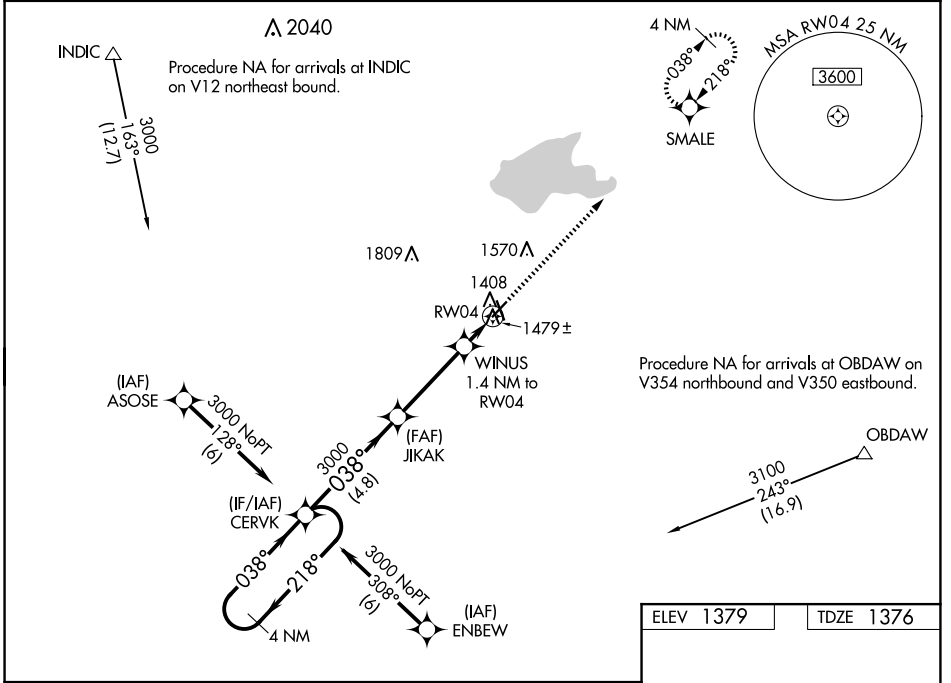 2040
INDIC
Procedure NA for arrivals at INDIC
on V12 northeast bound.
3000
163°
(12.7)
4 NM
038°
218°
SMALE
MSA RW04 25 NM
3600
1809
1570
1408
RW04
1479±
WINUS
1.4 NM to
RW04
Procedure NA for arrivals at OBDAW on
V354 northbound and V350 eastbound.
(IAF)
ASOSE
3000 NoPT
128°
(6)
(FAF)
JIKAK
OBDAW
3100
243°
(16.9)
3000
038°
(4.8)
(IF/IAF)
CERVK
038°
218°
4 NM
3000 NoPT
308°
(6)
(IAF)
ENBEW
ELEV 1379
TDZE 1376